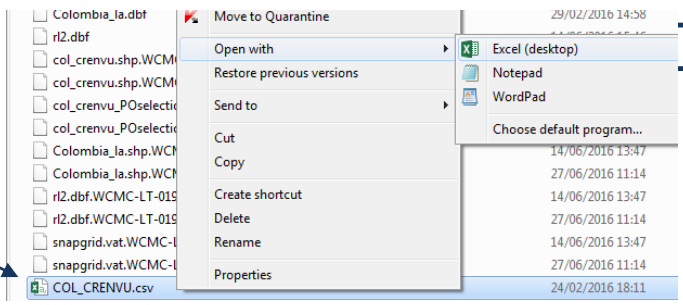 Colombia_la.dbf Move to Quarantine 29/02/2016 14:58
rl2.dbf
Open with Excel (desktop)
col_crenvu.shp.WCM
Restore previous versions Notepad
col_crenvu.shp.WCM
col_crenvu_POselectio Send to WordPad
col_crenvu_POselectio Cut Choose default program...
Colombia_la.shp.WCM Copy 14/06/2016 13:47
Colombia_la.shp.WCM 27/06/2016 11:14
rl2.dbf.WCMC-LT-019 Create shortcut 14/06/2016 13:47
rl2.dbf.WCMC-LT-019 Delete 27/06/2016 11:14
snapgrid.vat.WCMC-L Rename 14/06/2016 13:47
snapgrid.vat.WCMC-L 27/06/2016 11:14
Properties
COL_CRENVU.csv 24/02/2016 18:11